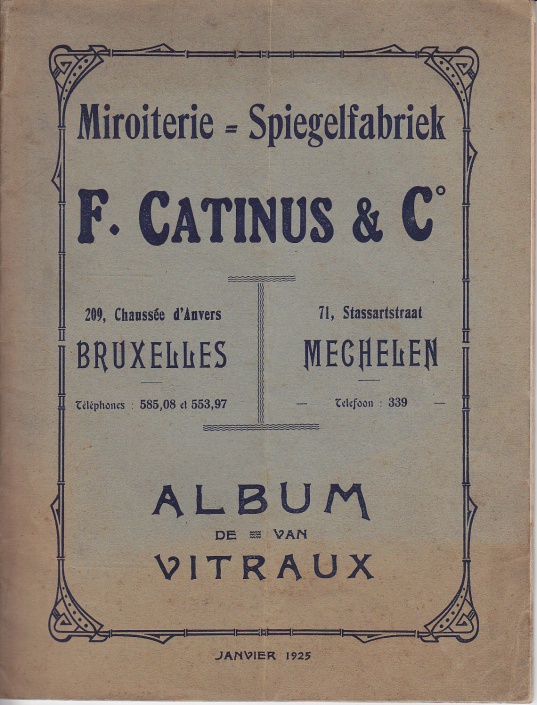 Miroiterie = Spiegelfabriek
F. CATINUS & C°
209, Chaussée d'Anvers
BRUXELLES
Téléphones : 585,08 et 553,97
71, Stassartstraat
MECHELEN
— Telefoon : 339 —
ALBUM
DE VAN
VITRAUX
JANVIER 1925